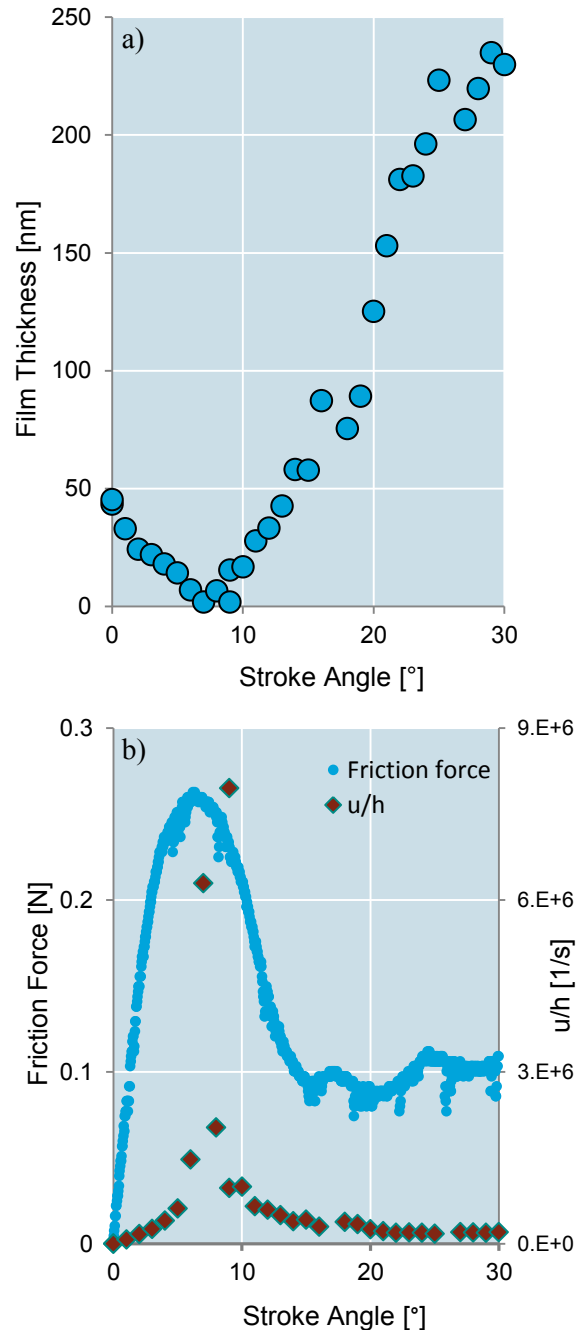 a)
Film Thickness [nm]
250
200
150
100
50
0
0 10 20 30
Stroke Angle [°]
b)
Friction force
u/h
Friction Force [N]
0.3
0.2
0.1
0
9.E+6
6.E+6
3.E+6
0.E+0
u/h [1/s]
0 10 20 30
Stroke Angle [°]